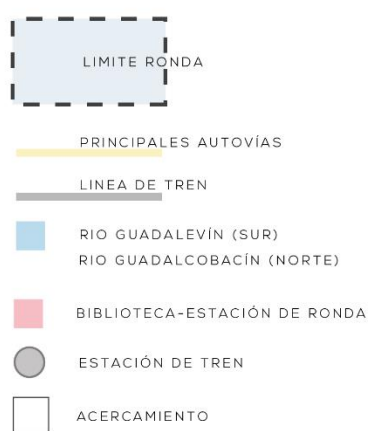 LIMITE RONDA
PRINCIPALES AUTOVÍAS
LINEA DE TREN
RIO GUADALEVÍN (SUR)
RIO GUADALCOBACÍN (NORTE)
BIBLIOTECA-ESTACIÓN DE RONDA
ESTACIÓN DE TREN
ACERCAMIENTO